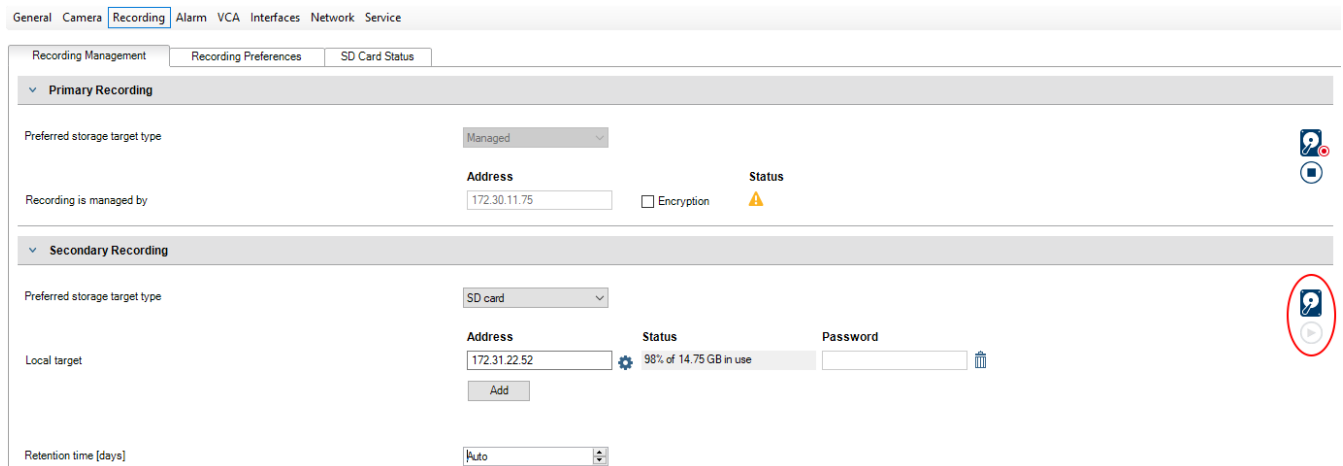 General Camera Recording Alarm VCA Interfaces Network Service
Recording Management Recording Preferences SD Card Status
Primary Recording
Preferred storage target type Managed
Address Status
Recording is managed by 172.30.11.75 Encryption
Secondary Recording
Preferred storage target type SD card
Address Status Password
Local target 172.31.22.52 98% of 14.75 GB in use
Add
Retention time [days] Auto